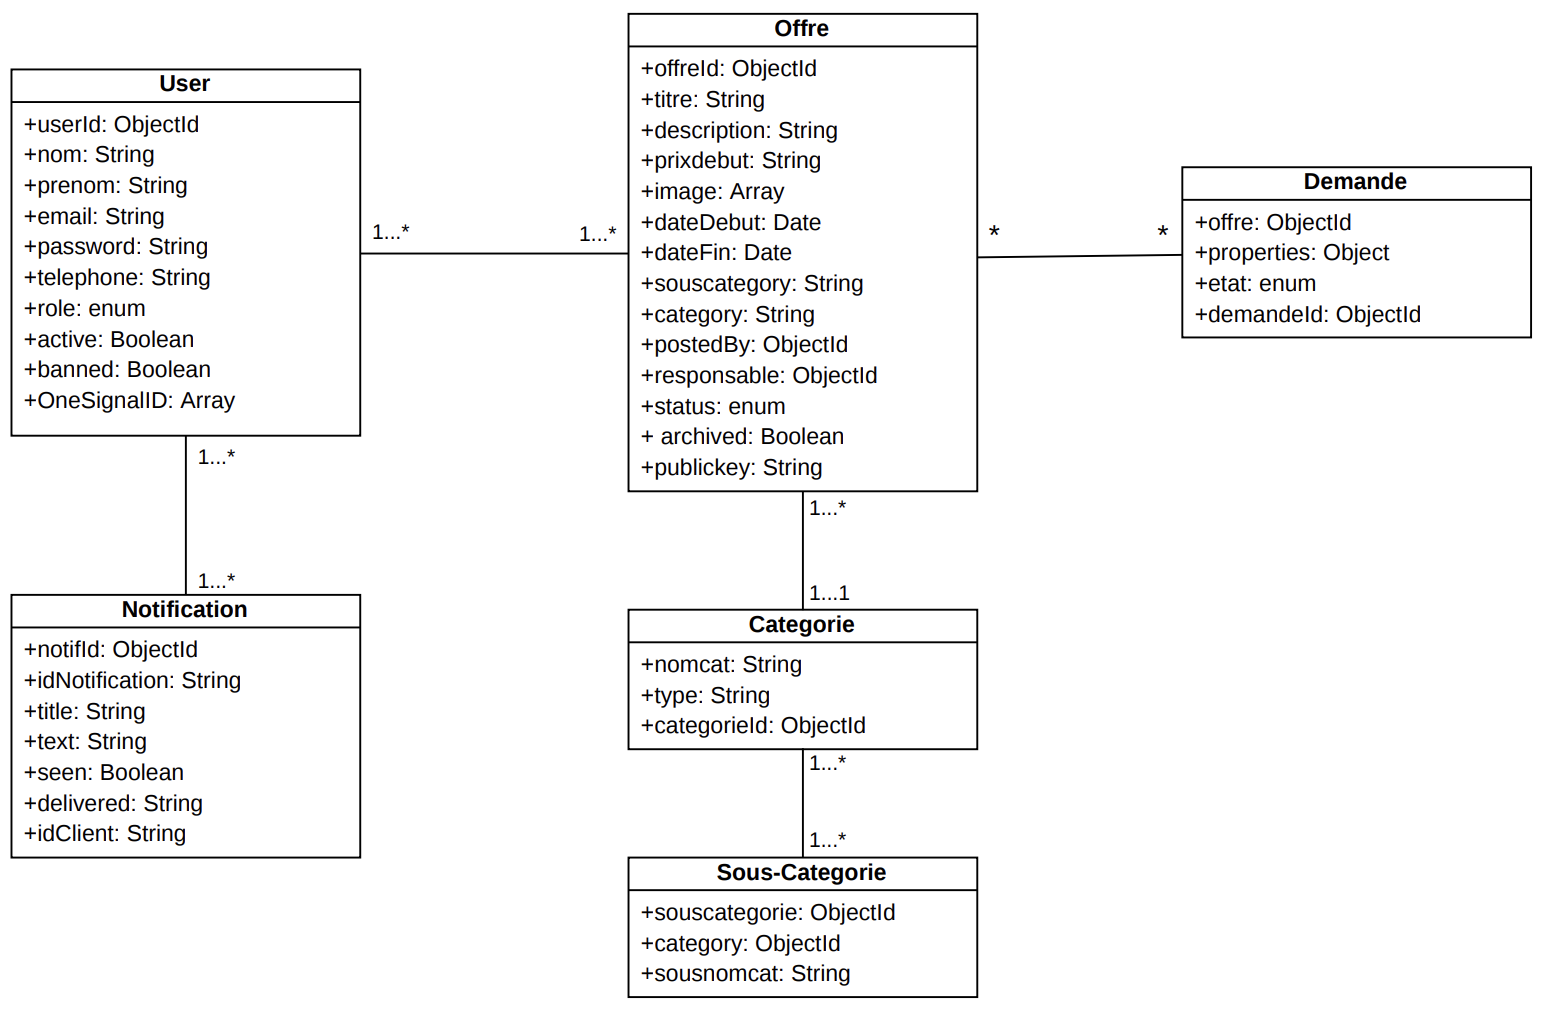 User
+userId: ObjectId
+nom: String
+prenom: String
+email: String
+password: String
+telephone: String
+role: enum
+active: Boolean
+banned: Boolean
+OneSignalID: Array
1...*
1...*
Offre
+offreId: ObjectId
+titre: String
+description: String
+prixdebut: String
+image: Array
+dateDebut: Date
+dateFin: Date
+souscategory: String
+category: String
+postedBy: ObjectId
+responsable: ObjectId
+status: enum
+ archived: Boolean
+publickey: String
*
*
Demande
+offre: ObjectId
+properties: Object
+etat: enum
+demandeId: ObjectId
1...*
1...*
Notification
+notifId: ObjectId
+idNotification: String
+title: String
+text: String
+seen: Boolean
+delivered: String
+idClient: String
1...*
1...1
Categorie
+nomcat: String
+type: String
+categorieId: ObjectId
1...*
1...*
Sous-Categorie
+souscategorie: ObjectId
+category: ObjectId
+sousnomcat: String